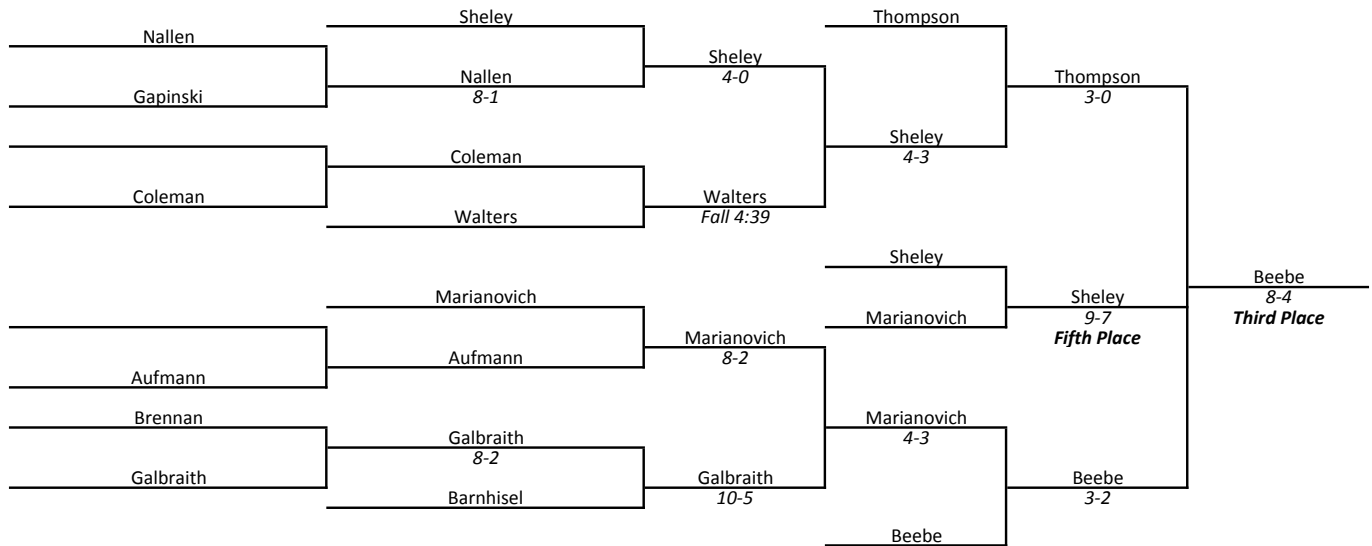 Sheley
Thompson
Nallen
Sheley
4-0
Nallen
8-1
Thompson
3-0
Gapinski
Sheley
4-3
Coleman
Coleman
Walters
Fall 4:39
Walters
Sheley
Beebe
8-4
Third Place
Marianovich
Sheley
9-7
Fifth Place
Marianovich
Marianovich
8-2
Aufmann
Aufmann
Brennan
Marianovich
4-3
Galbraith
8-2
Galbraith
Galbraith
10-5
Beebe
3-2
Barnhisel
Beebe